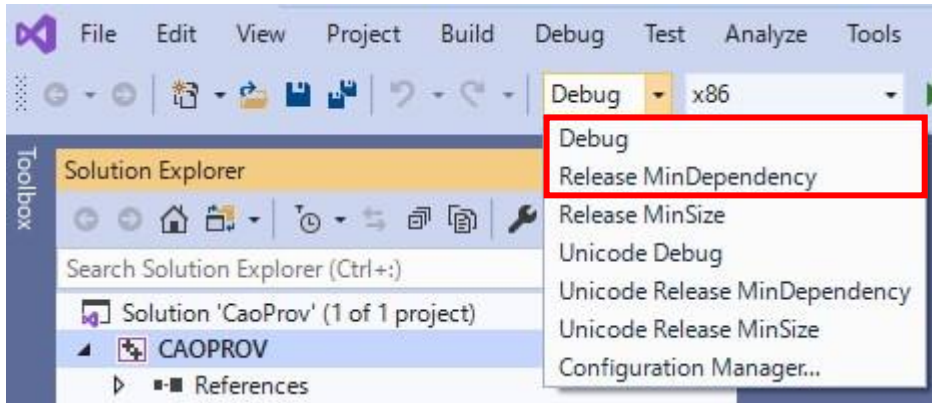 File Edit View Project Build Debug Test Analyze Tools
Debug x86
Debug
Release MinDependency
Release MinSize
Unicode Debug
Unicode Release MinDependency
Unicode Release MinSize
Configuration Manager...
Toolbox
Solution Explorer
Search Solution Explorer (Ctrl+:)
Solution 'CaoProv' (1 of 1 project)
CAOPROV
References